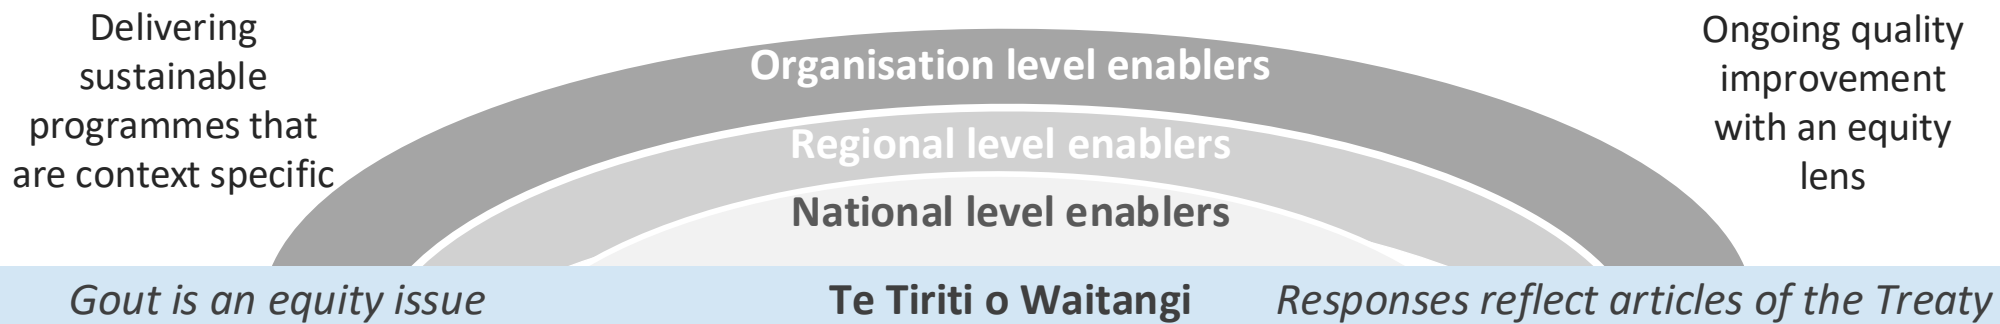 Delivering
sustainable
programmes that
are context specific
Organisation level enablers
Regional level enablers
National level enablers
Ongoing quality
improvement
with an equity
lens
Gout is an equity issue
Te Tiriti o Waitangi
Responses reflect articles of the Treaty